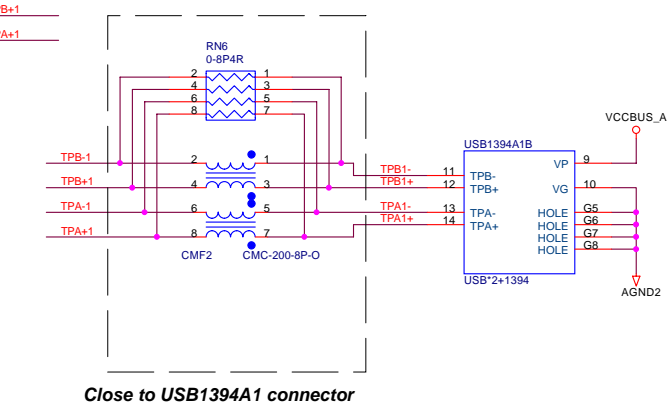 PB+1
PA+1
RN6
0-8P4R
2 1
4 3
6 5
8 7
VCCBUS_A
USB1394A1B
TPB-1 2 1 TPB1- 11 TPB- VP 9
TPB+1 4 3 TPB1+ 12 TPB+ VG 10
TPA-1 6 5 TPA1- 13 TPA- HOLE G5
TPA+1 8 7 TPA1+ 14 TPA+ HOLE G6
HOLE G7
HOLE G8
CMF2 CMC-200-8P-O
USB*2+1394
AGND2
Close to USB1394A1 connector